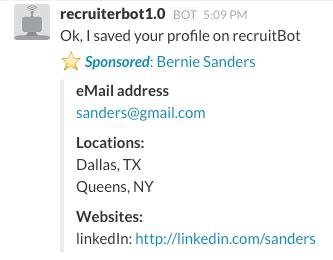 recruiterbot1.0 BOT 5:09 PM
Ok, I saved your profile on recruitBot
Sponsored: Bernie Sanders
eMail address
sanders@gmail.com
Locations:
Dallas, TX
Queens, NY
Websites:
linkedIn: http://linkedin.com/sanders